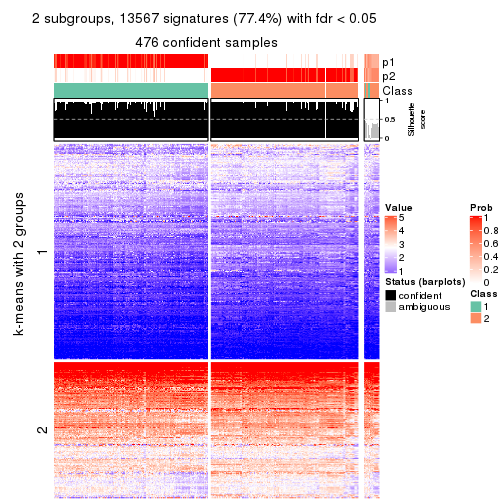 2 subgroups, 13567 signatures (77.4%) with fdr < 0.05
476 confident samples
p1
p2
Class
1
0.5
0
Silhouette
score
k-means with 2 groups
1
2
Value
5
4
3
2
1
Status (barplots)
confident
ambiguous
Prob
1
0.8
0.6
0.4
0.2
0
Class
1
2